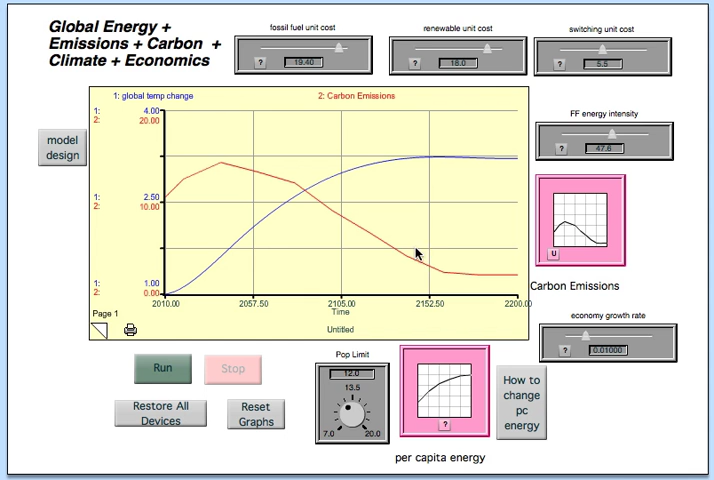 Global Energy +
Emissions + Carbon +
Climate + Economics
fossil fuel unit cost
? 19.40
renewable unit cost
? 18.0
switching unit cost
? 5.5
model
design
1: global temp change 2: Carbon Emissions
1: 4.00
2: 20.00
1: 2.50
2: 10.00
1: 1.00
2: 0.00
2010.00 2057.50 2105.00 2152.50 2200.00
Time
Page 1
Untitled
FF energy intensity
? 47.6
U
Carbon Emissions
economy growth rate
? 0.01000
Run
Stop
Restore All
Devices
Reset
Graphs
Pop Limit
12.0
13.5
7.0 20.0
?
per capita energy
How to
change
pc
energy